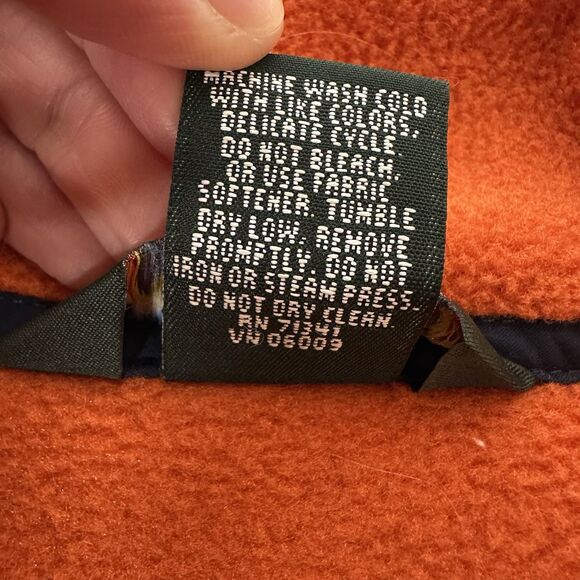 MACHINE WASH COLD
WITH LIKE COLORS,
DELICATE CYCLE
DO NOT BLEACH,
OR USE FABRIC
SOFTENER. TUMBLE
DRY LOW. REMOVE
PROMPTLY. DO NOT
IRON OR STEAM PRESS.
DO NOT DRY CLEAN.
RN 71341
VN 06009